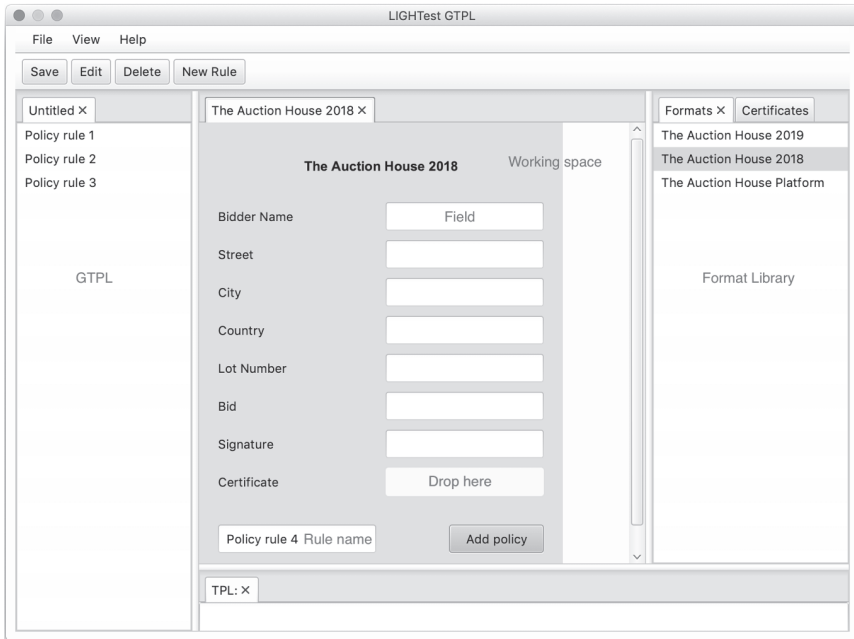 LIGHTest GTPL
File View Help
Save Edit Delete New Rule
Untitled ×
Policy rule 1
Policy rule 2
Policy rule 3
GTPL
The Auction House 2018 ×
The Auction House 2018
Working space
Bidder Name Field
Street
City
Country
Lot Number
Bid
Signature
Certificate Drop here
Policy rule 4 Rule name Add policy
TPL: ×
Formats × Certificates
The Auction House 2019
The Auction House 2018
The Auction House Platform
Format Library